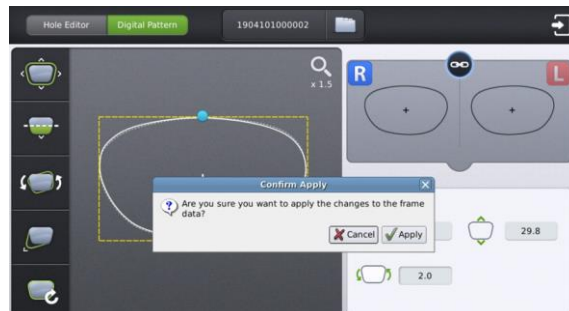 Hole Editor
Digital Pattern
1904101000002
x 1.5
R
L
Confirm Apply
Are you sure you want to apply the changes to the frame
data?
Cancel
Apply
29.8
2.0